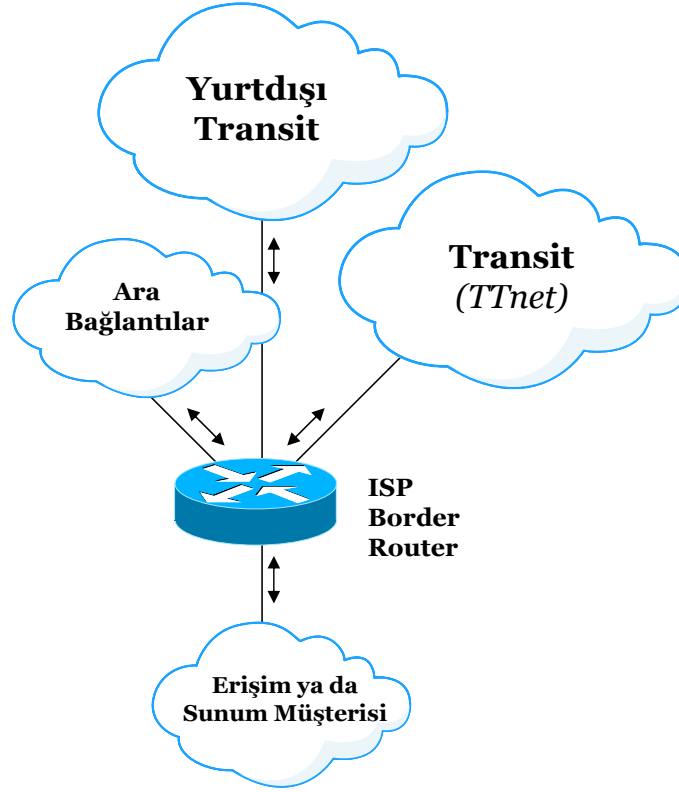 Yurtdışı
Transit
Transit
(TTnet)
Ara
Bağlantılar
ISP
Border
Router
Erişim ya da
Sunum Müşterisi